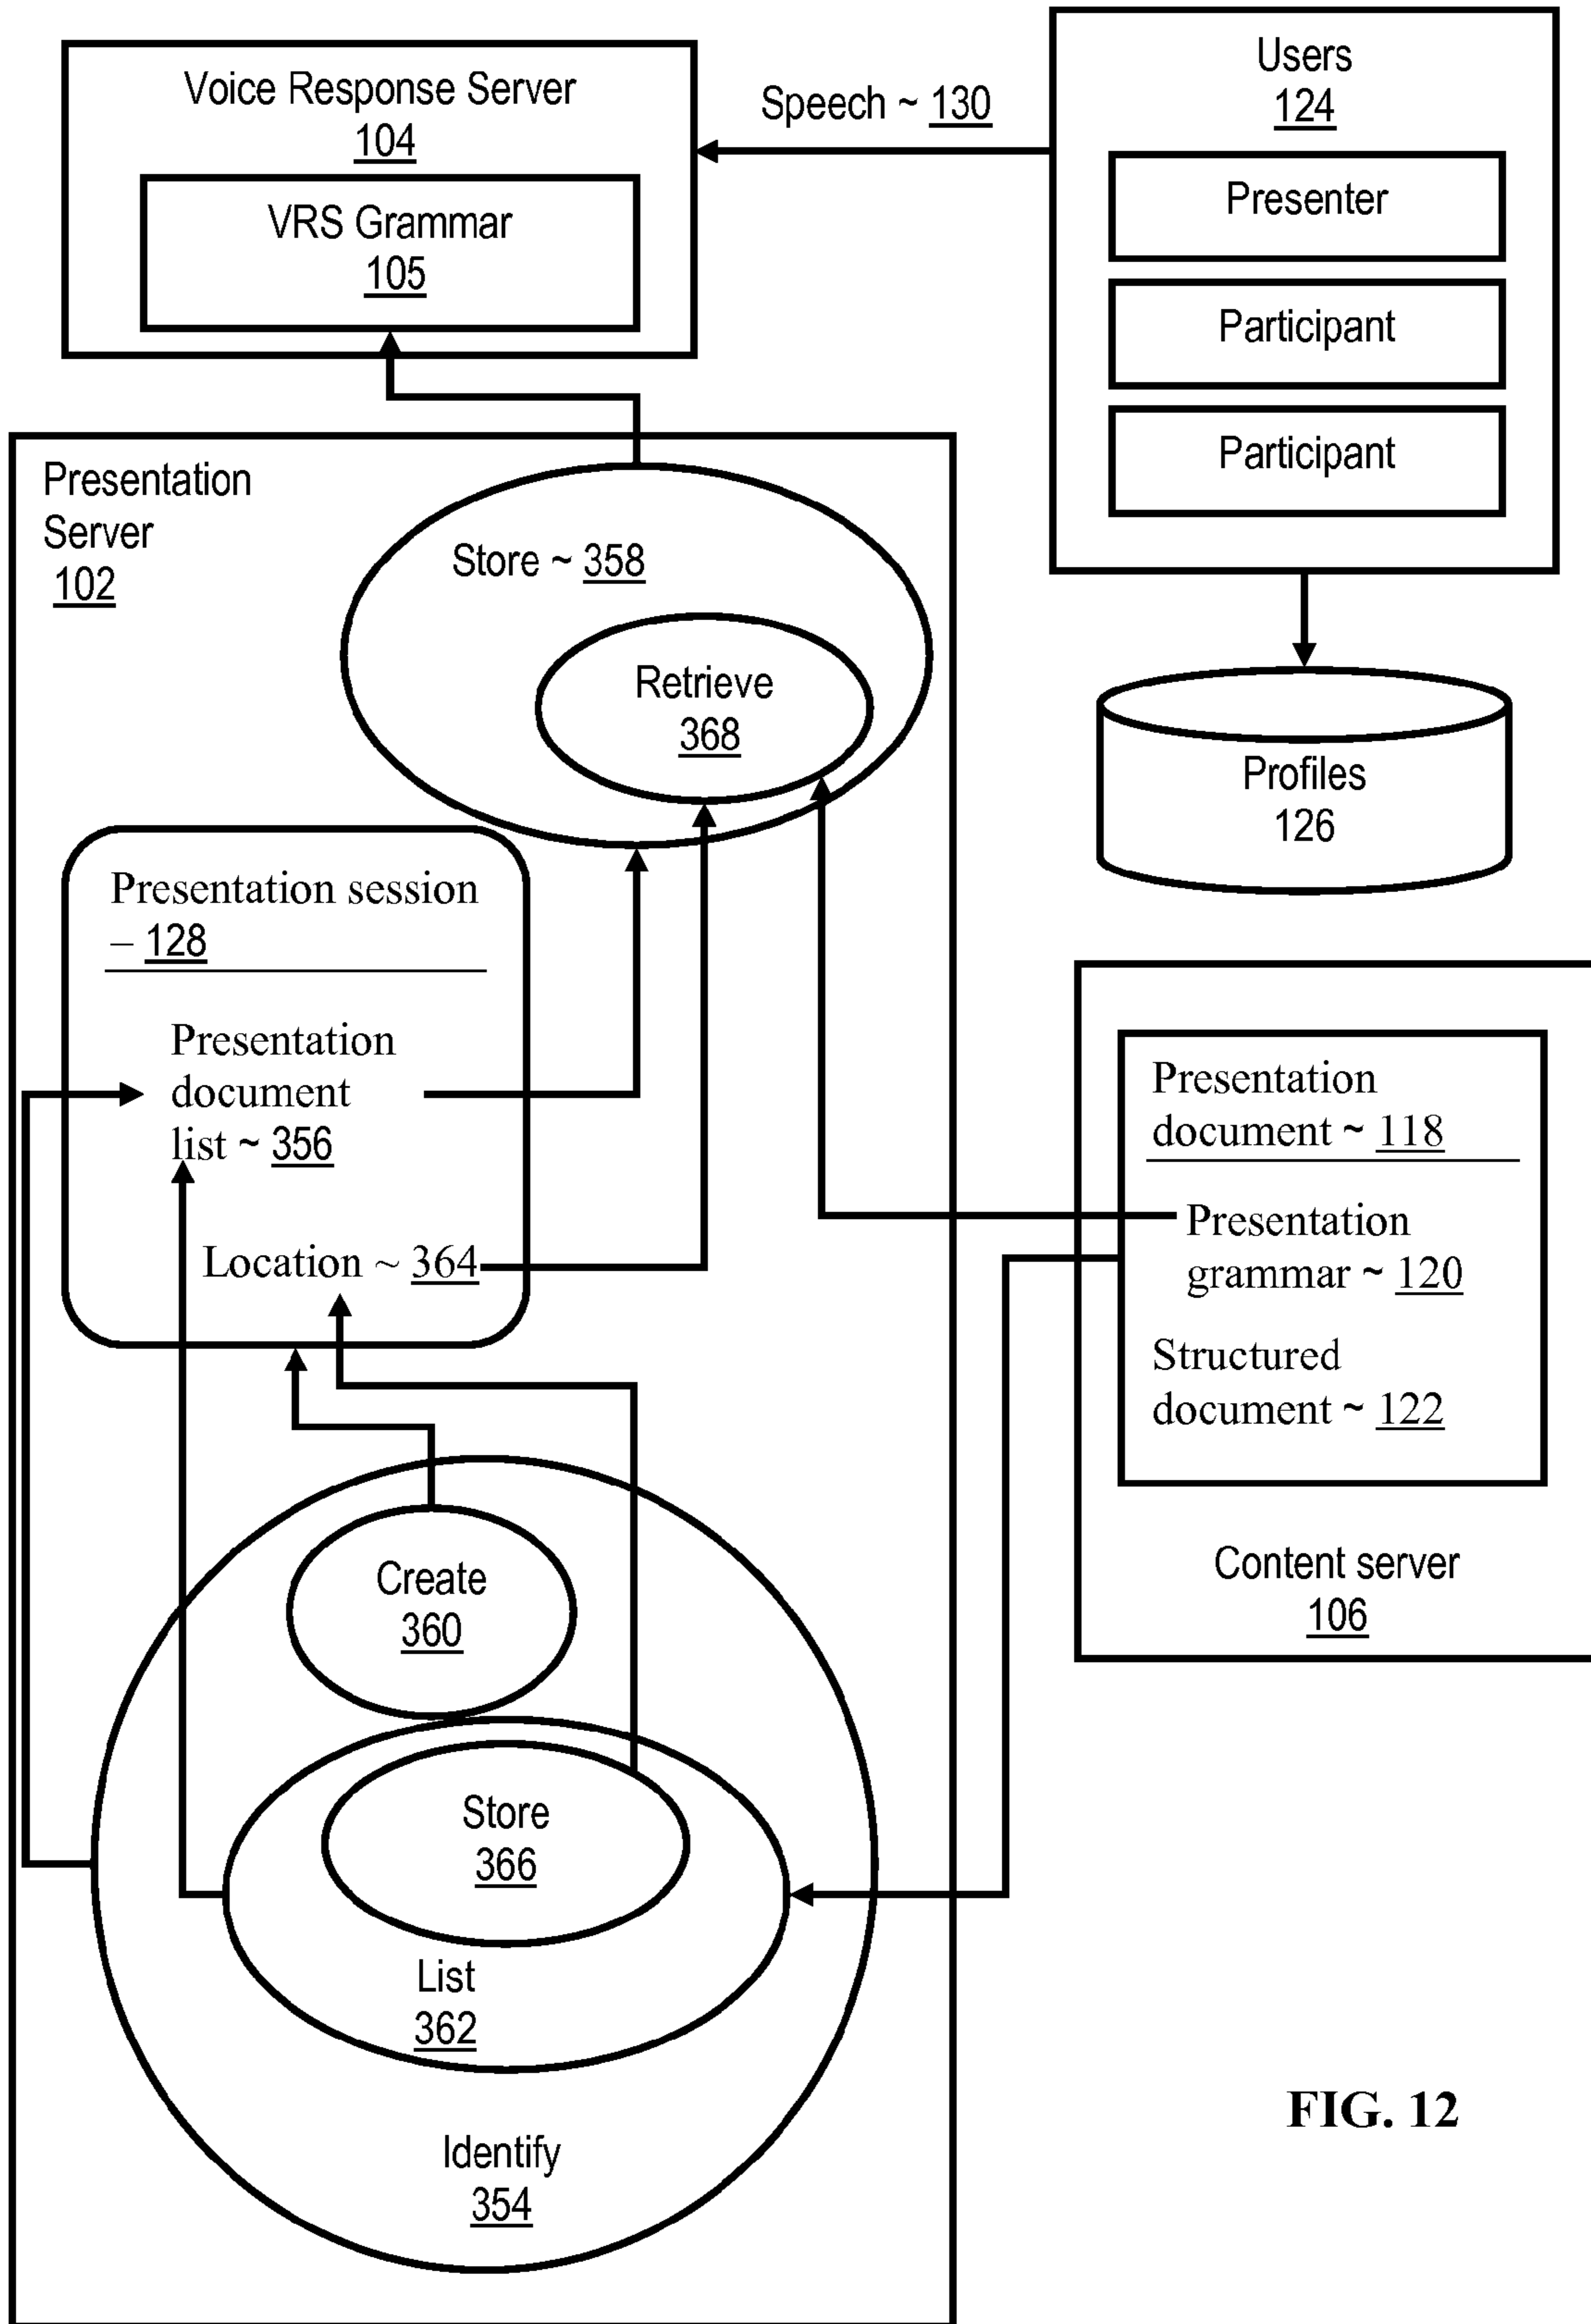 Voice Response Server
104
VRS Grammar
105
Speech ~ 130
Users
124
Presenter
Participant
Participant
Profiles
126
Presentation
Server
102
Store ~ 358
Retrieve
368
Presentation session
– 128
Presentation
document
list ~ 356
Location ~ 364
Presentation
document ~ 118
Presentation
grammar ~ 120
Structured
document ~ 122
Content server
106
Create
360
Store
366
List
362
Identify
354
FIG. 12